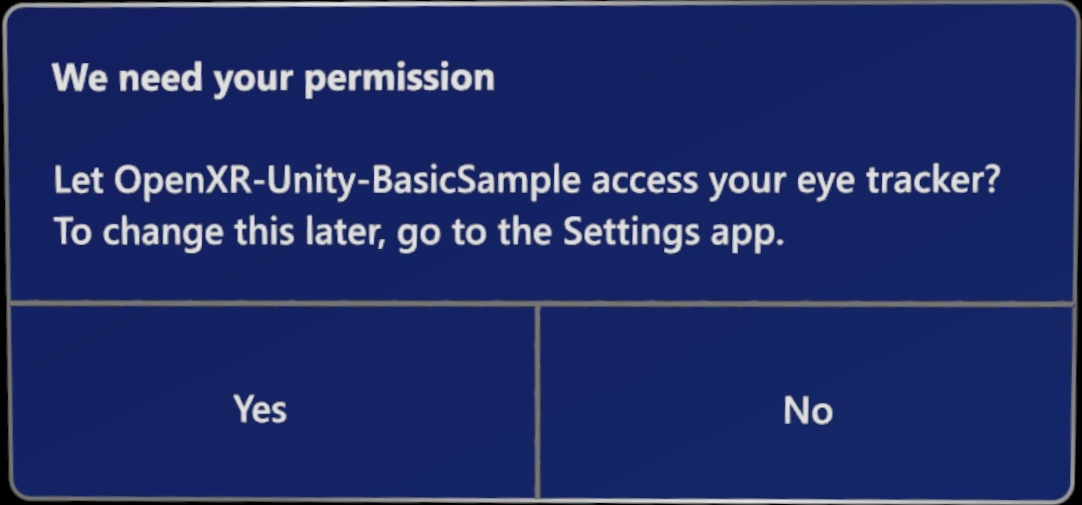 We need your permission
Let OpenXR-Unity-BasicSample access your eye tracker?
To change this later, go to the Settings app.
Yes
No